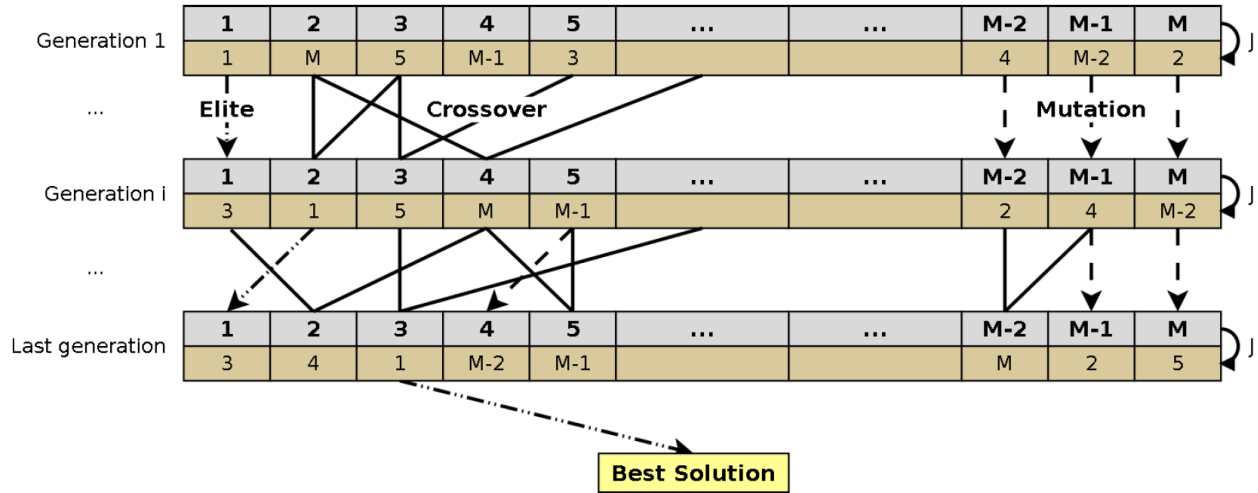 1 2 3 4 5 ... ... M-2 M-1 M
Generation 1 J
1 M 5 M-1 3 4 M-2 2
... Elite Crossover Mutation
1 2 3 4 5 ... ... M-2 M-1 M
Generation i J
3 1 5 M M-1 2 4 M-2
...
1 2 3 4 5 ... ... M-2 M-1 M
Last generation J
3 4 1 M-2 M-1 M 2 5
Best Solution